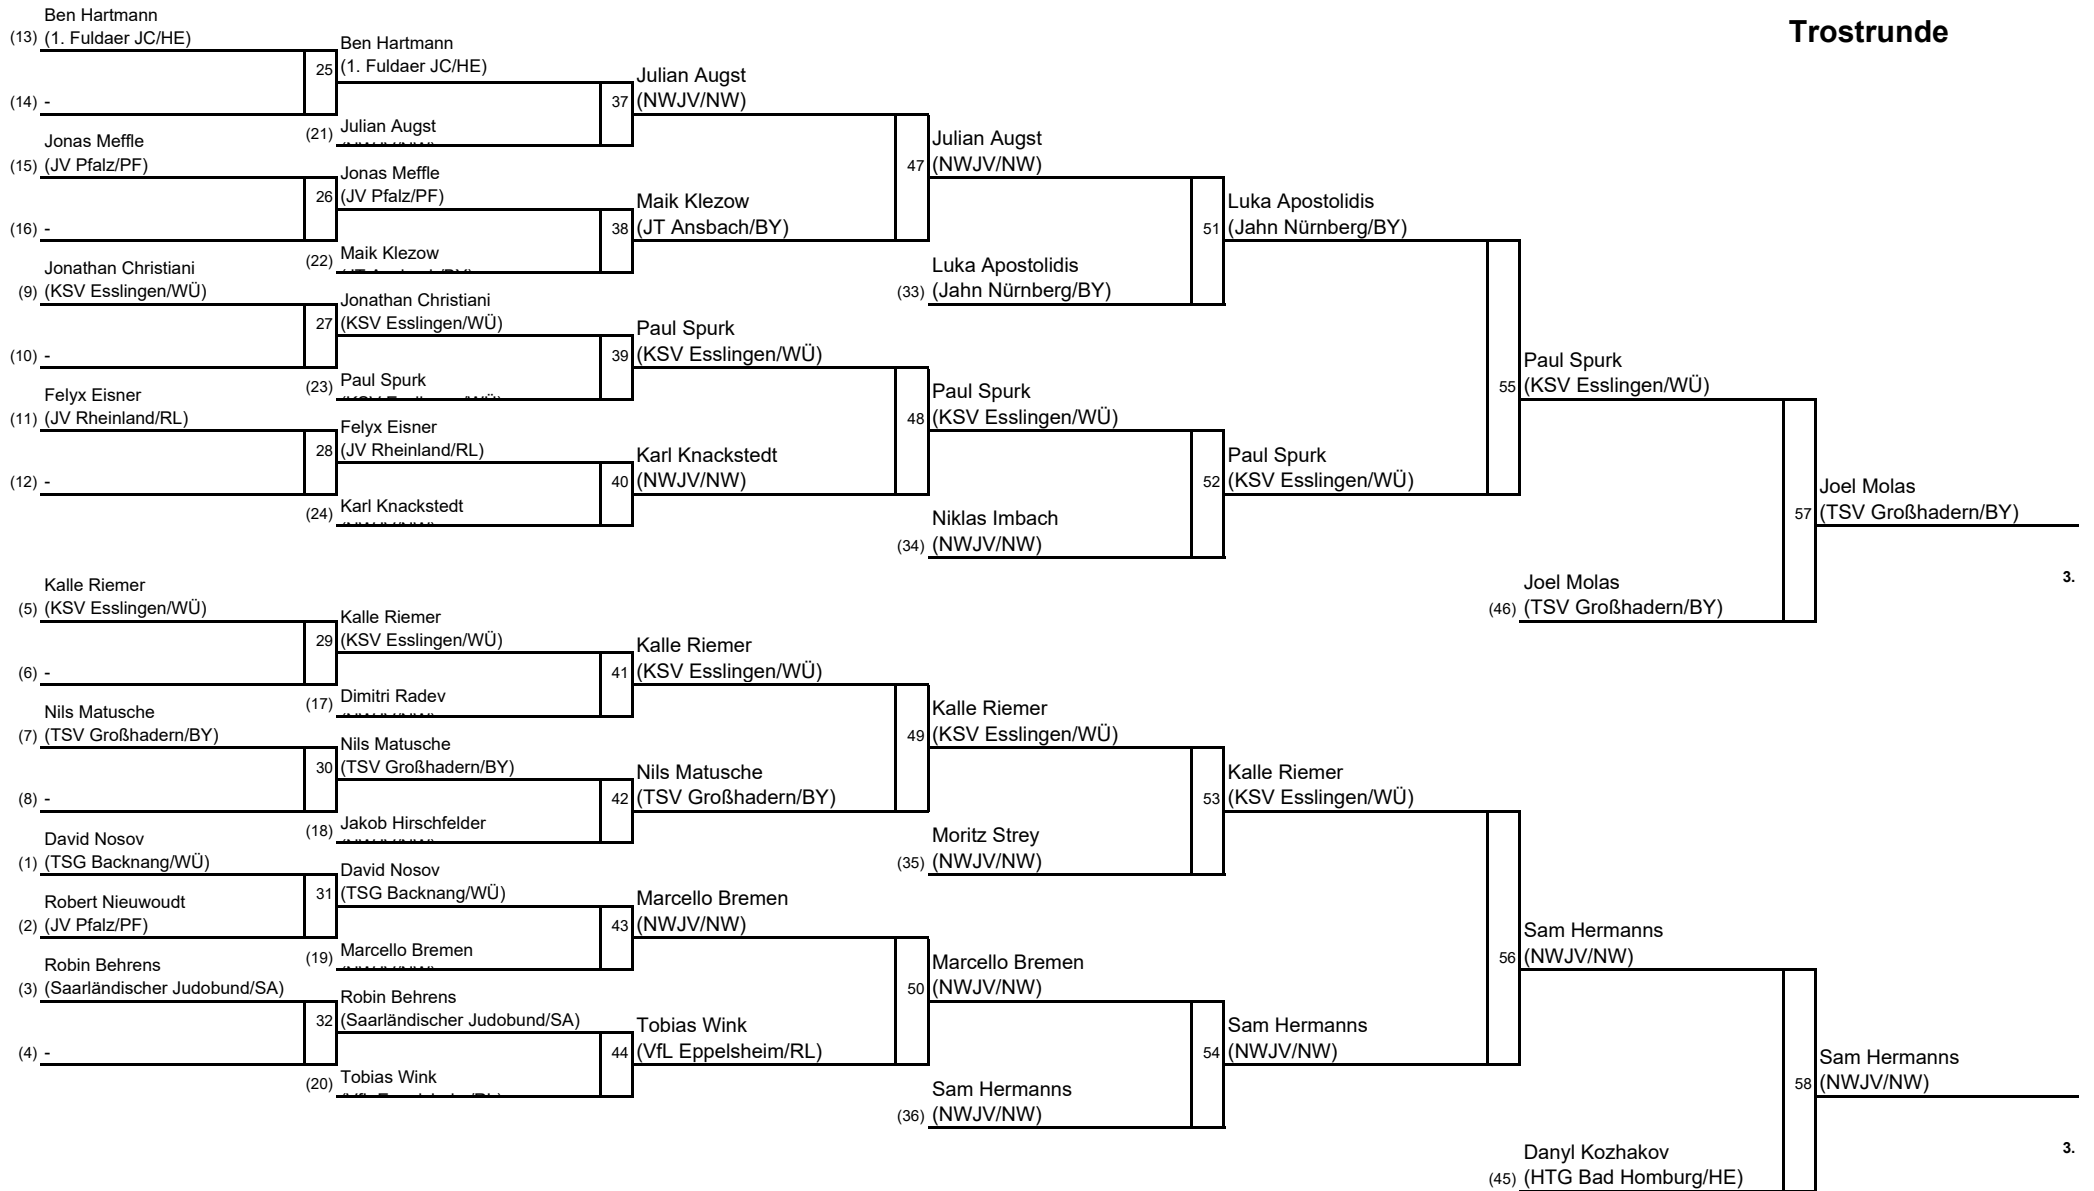 Trostrunde
Ben Hartmann
(13) (1. Fuldaer JC/HE)
(14) -
Jonas Meffle
(15) (JV Pfalz/PF)
(16) -
Jonathan Christiani
(9) (KSV Esslingen/WÜ)
(10) -
Felyx Eisner
(11) (JV Rheinland/RL)
(12) -
Kalle Riemer
(5) (KSV Esslingen/WÜ)
(6) -
Nils Matusche
(7) (TSV Großhadern/BY)
(8) -
David Nosov
(1) (TSG Backnang/WÜ)
Robert Nieuwoudt
(2) (JV Pfalz/PF)
Robin Behrens
(3) (Saarländischer Judobund/SA)
(4) -
Ben Hartmann
25 (1. Fuldaer JC/HE)
(21) Julian Augst
Jonas Meffle
26 (JV Pfalz/PF)
(22) Maik Klezow
Jonathan Christiani
27 (KSV Esslingen/WÜ)
(23) Paul Spurk
Felyx Eisner
28 (JV Rheinland/RL)
(24) Karl Knackstedt
Kalle Riemer
29 (KSV Esslingen/WÜ)
(17) Dimitri Radev
Nils Matusche
30 (TSV Großhadern/BY)
(18) Jakob Hirschfelder
David Nosov
31 (TSG Backnang/WÜ)
(19) Marcello Bremen
Robin Behrens
32 (Saarländischer Judobund/SA)
(20) Tobias Wink
Julian Augst
37 (NWJV/NW)
Maik Klezow
38 (JT Ansbach/BY)
Paul Spurk
39 (KSV Esslingen/WÜ)
Karl Knackstedt
40 (NWJV/NW)
Kalle Riemer
41 (KSV Esslingen/WÜ)
Nils Matusche
42 (TSV Großhadern/BY)
Marcello Bremen
43 (NWJV/NW)
Tobias Wink
44 (VfL Eppelsheim/RL)
Julian Augst
47 (NWJV/NW)
Luka Apostolidis
(33) (Jahn Nürnberg/BY)
Paul Spurk
48 (KSV Esslingen/WÜ)
Niklas Imbach
(34) (NWJV/NW)
Kalle Riemer
49 (KSV Esslingen/WÜ)
Moritz Strey
(35) (NWJV/NW)
Marcello Bremen
50 (NWJV/NW)
Sam Hermanns
(36) (NWJV/NW)
Luka Apostolidis
51 (Jahn Nürnberg/BY)
Paul Spurk
52 (KSV Esslingen/WÜ)
Kalle Riemer
53 (KSV Esslingen/WÜ)
Sam Hermanns
54 (NWJV/NW)
Paul Spurk
55 (KSV Esslingen/WÜ)
Joel Molas
(46) (TSV Großhadern/BY)
Sam Hermanns
56 (NWJV/NW)
Danyl Kozhakov
(45) (HTG Bad Homburg/HE)
Joel Molas
57 (TSV Großhadern/BY)
3.
Sam Hermanns
58 (NWJV/NW)
3.